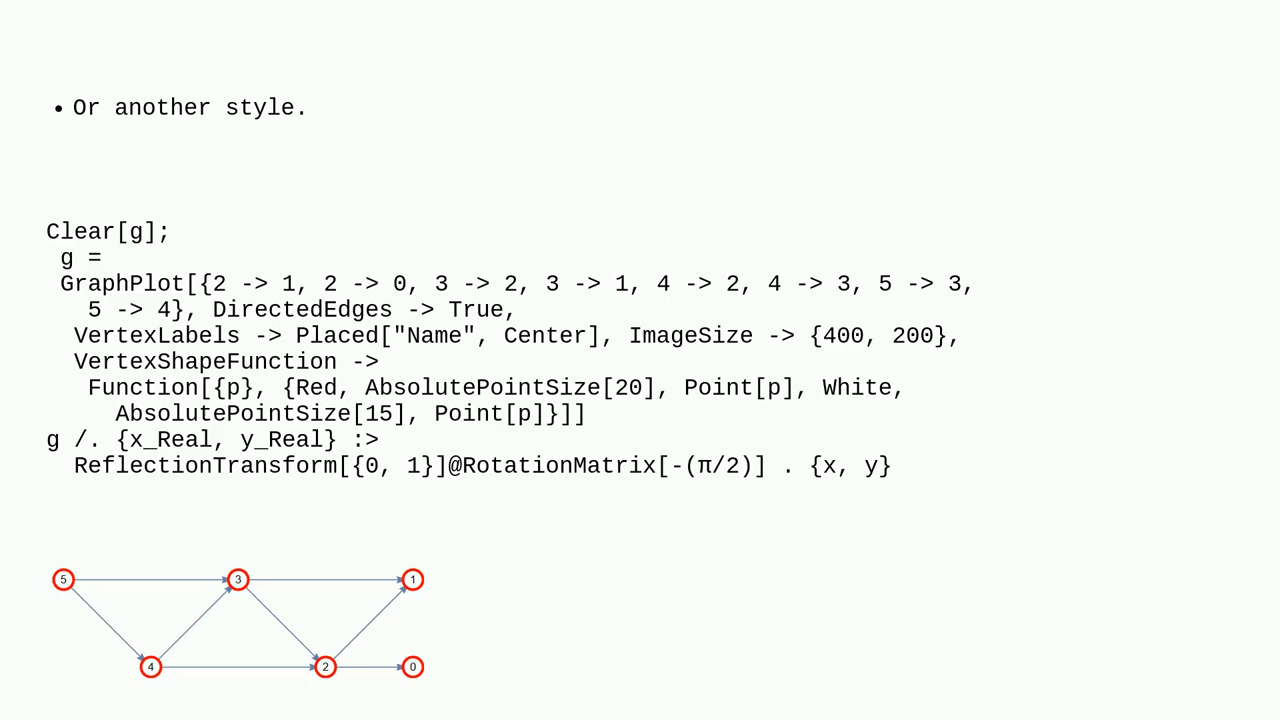 • Or another style.
Clear[g];
g =
GraphPlot[{2 -> 1, 2 -> 0, 3 -> 2, 3 -> 1, 4 -> 2, 4 -> 3, 5 -> 3,
5 -> 4}, DirectedEdges -> True,
VertexLabels -> Placed["Name", Center], ImageSize -> {400, 200},
VertexShapeFunction ->
Function[{p}, {Red, AbsolutePointSize[20], Point[p], White,
AbsolutePointSize[15], Point[p]}]]
g /. {x_Real, y_Real} :>
ReflectionTransform[{0, 1}]@RotationMatrix[-(π/2)] . {x, y}
5 3 1
4 2 0